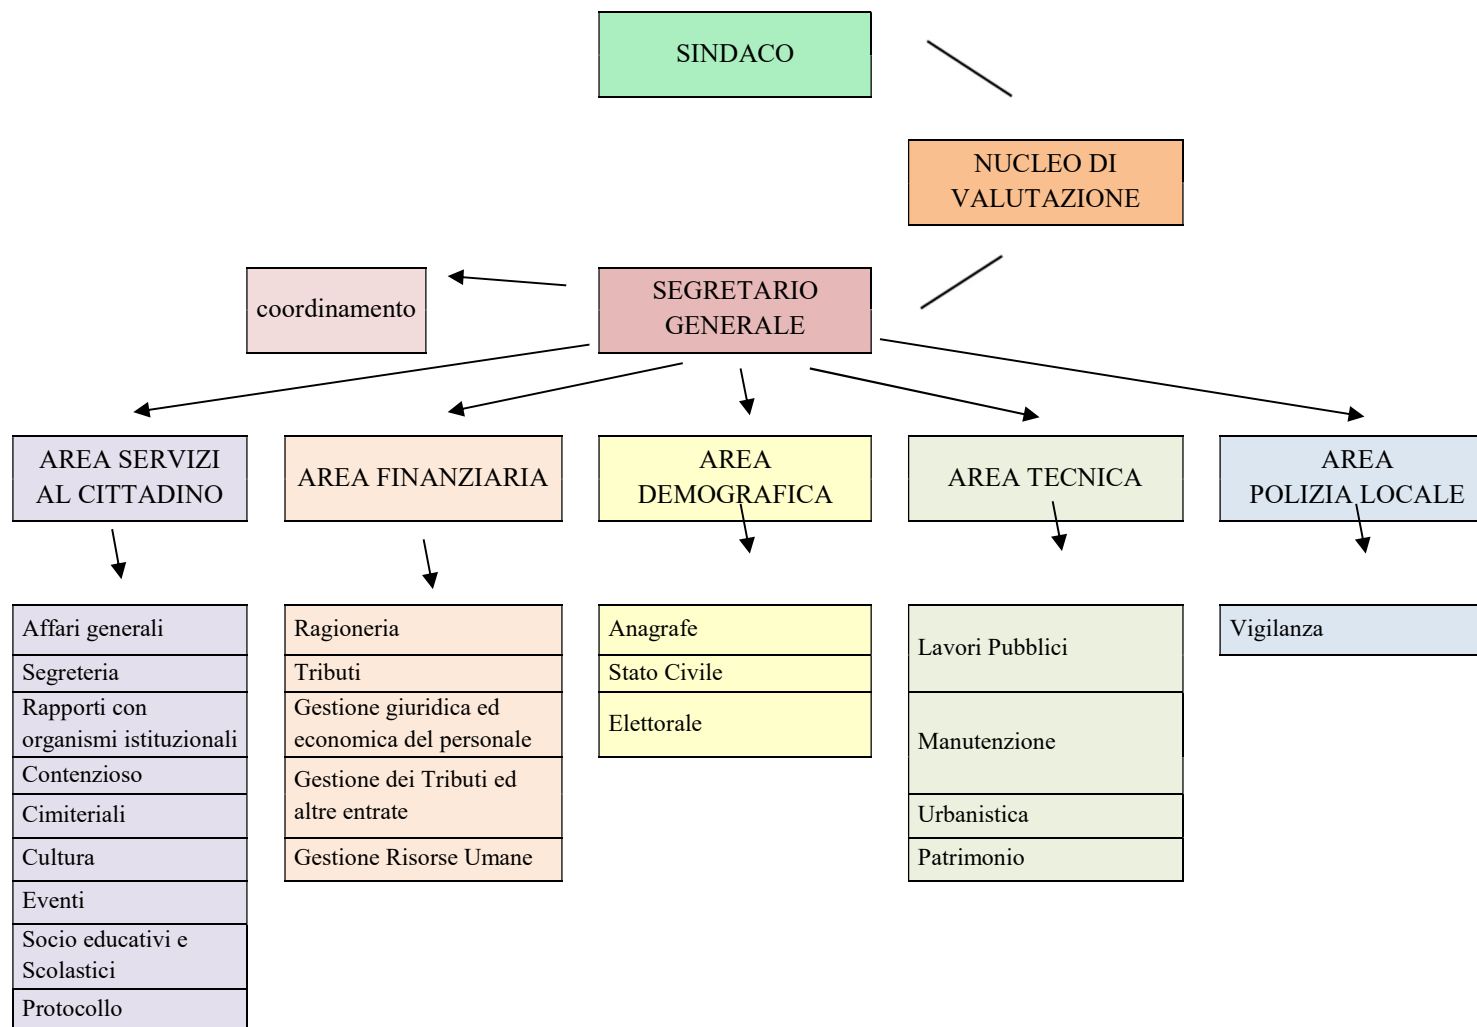 SINDACO
NUCLEO DI
VALUTAZIONE
coordinamento
SEGRETARIO
GENERALE
AREA SERVIZI
AL CITTADINO
AREA FINANZIARIA
AREA
DEMOGRAFICA
AREA TECNICA
AREA
POLIZIA LOCALE
Affari generali
Segreteria
Rapporti con
organismi istituzionali
Contenzioso
Cimiteriali
Cultura
Eventi
Socio educativi e
Scolastici
Protocollo
Ragioneria
Tributi
Gestione giuridica ed
economica del personale
Gestione dei Tributi ed
altre entrate
Gestione Risorse Umane
Anagrafe
Stato Civile
Elettorale
Lavori Pubblici
Manutenzione
Urbanistica
Patrimonio
Vigilanza